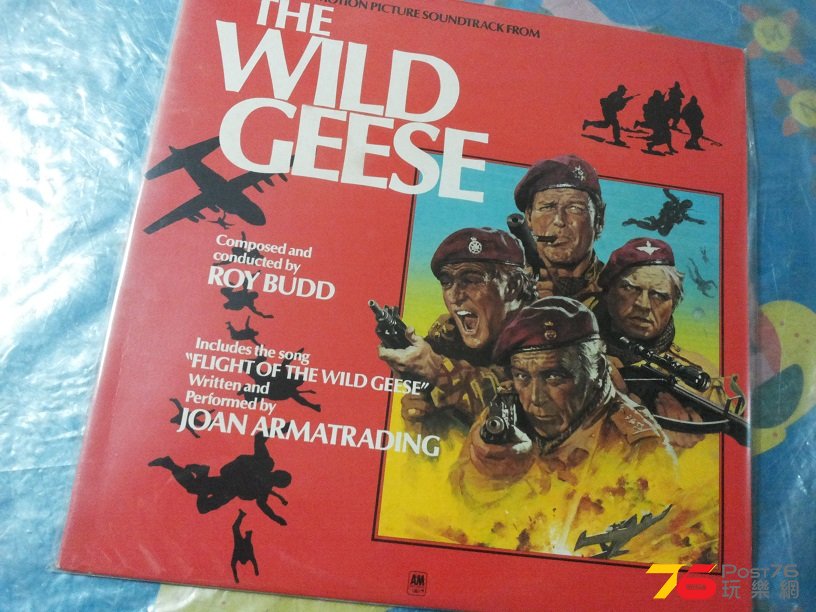 MOTION PICTURE SOUNDTRACK FROM
THE
WILD
GEESE
Composed and
conducted by
ROY BUDD
Includes the song
"FLIGHT OF THE WILD GEESE"
Written and
Performed by
JOAN ARMATRADING
AM
76 POST76
玩樂網